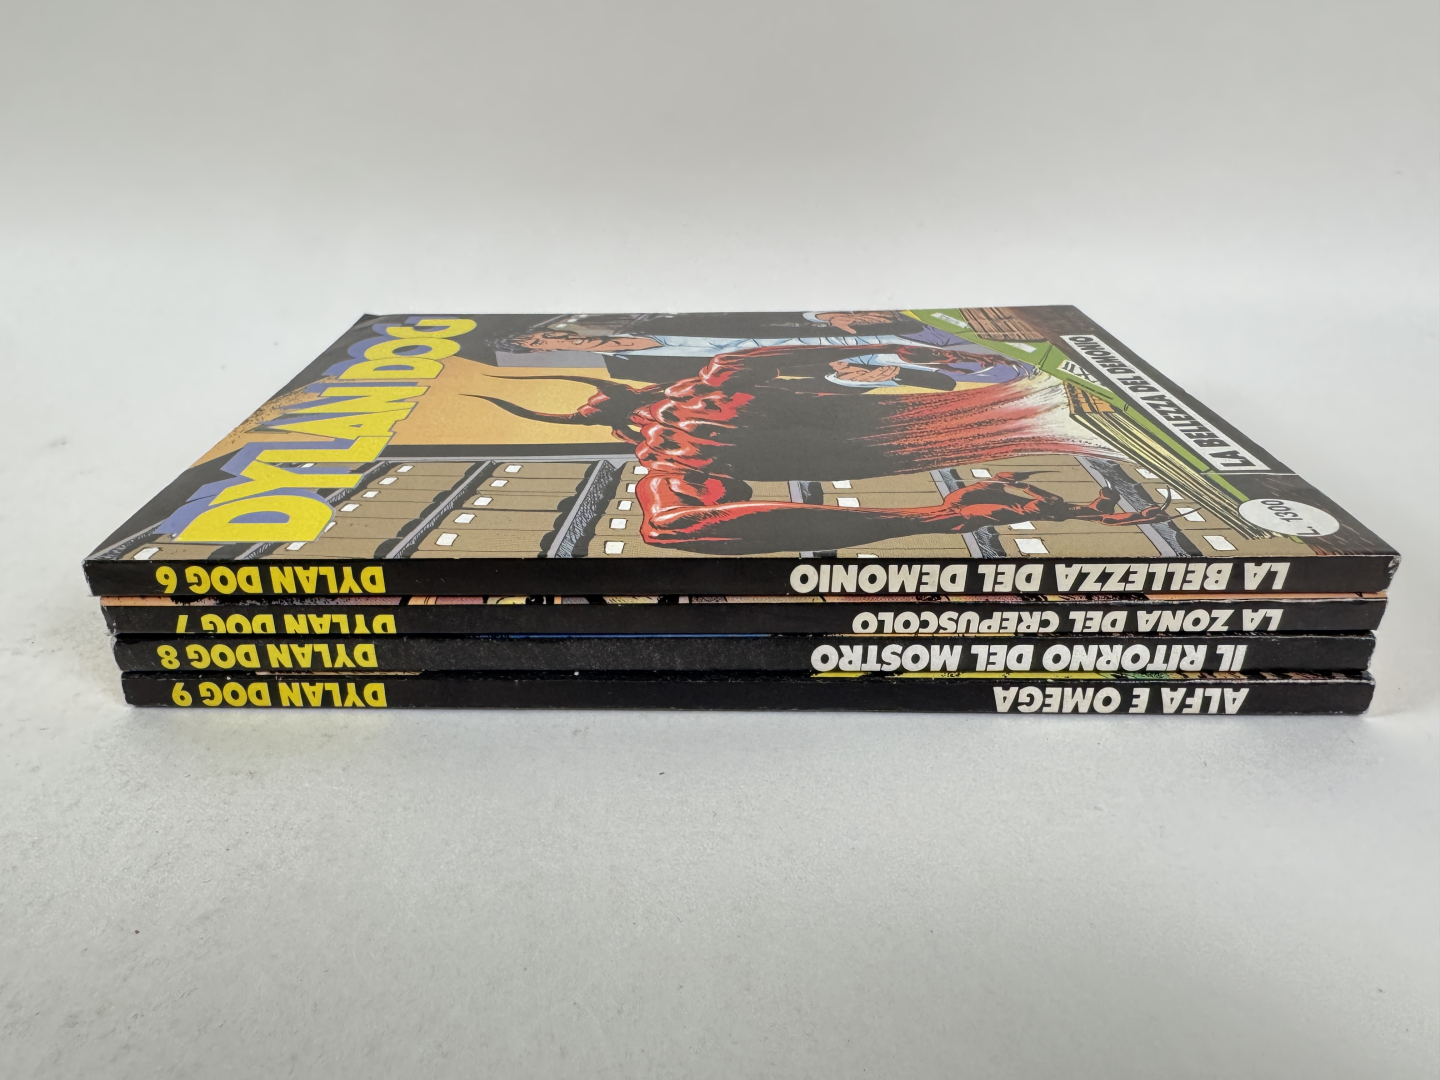 DYLAN DOG
LA BELLEZZA DEL DEMONIO
L. 1300
DYLAN DOG 6
LA BELLEZZA DEL DEMONIO
DYLAN DOG 7
LA ZONA DEL CREPUSCOLO
DYLAN DOG 8
IL RITORNO DEL MOSTRO
DYLAN DOG 9
ALFA E OMEGA